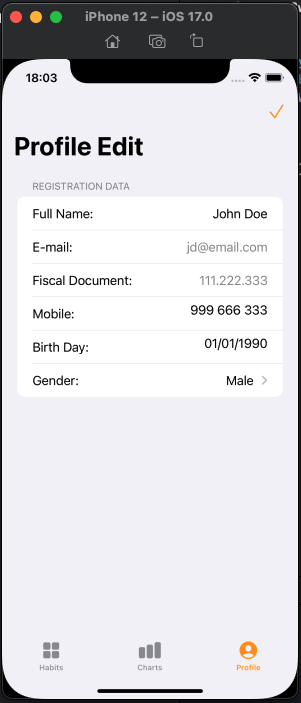 iPhone 12 – iOS 17.0
18:03
Profile Edit
REGISTRATION DATA
Full Name: John Doe
E-mail: jd@email.com
Fiscal Document: 111.222.333
Mobile: 999 666 333
Birth Day: 01/01/1990
Gender: Male
Habits Charts Profile